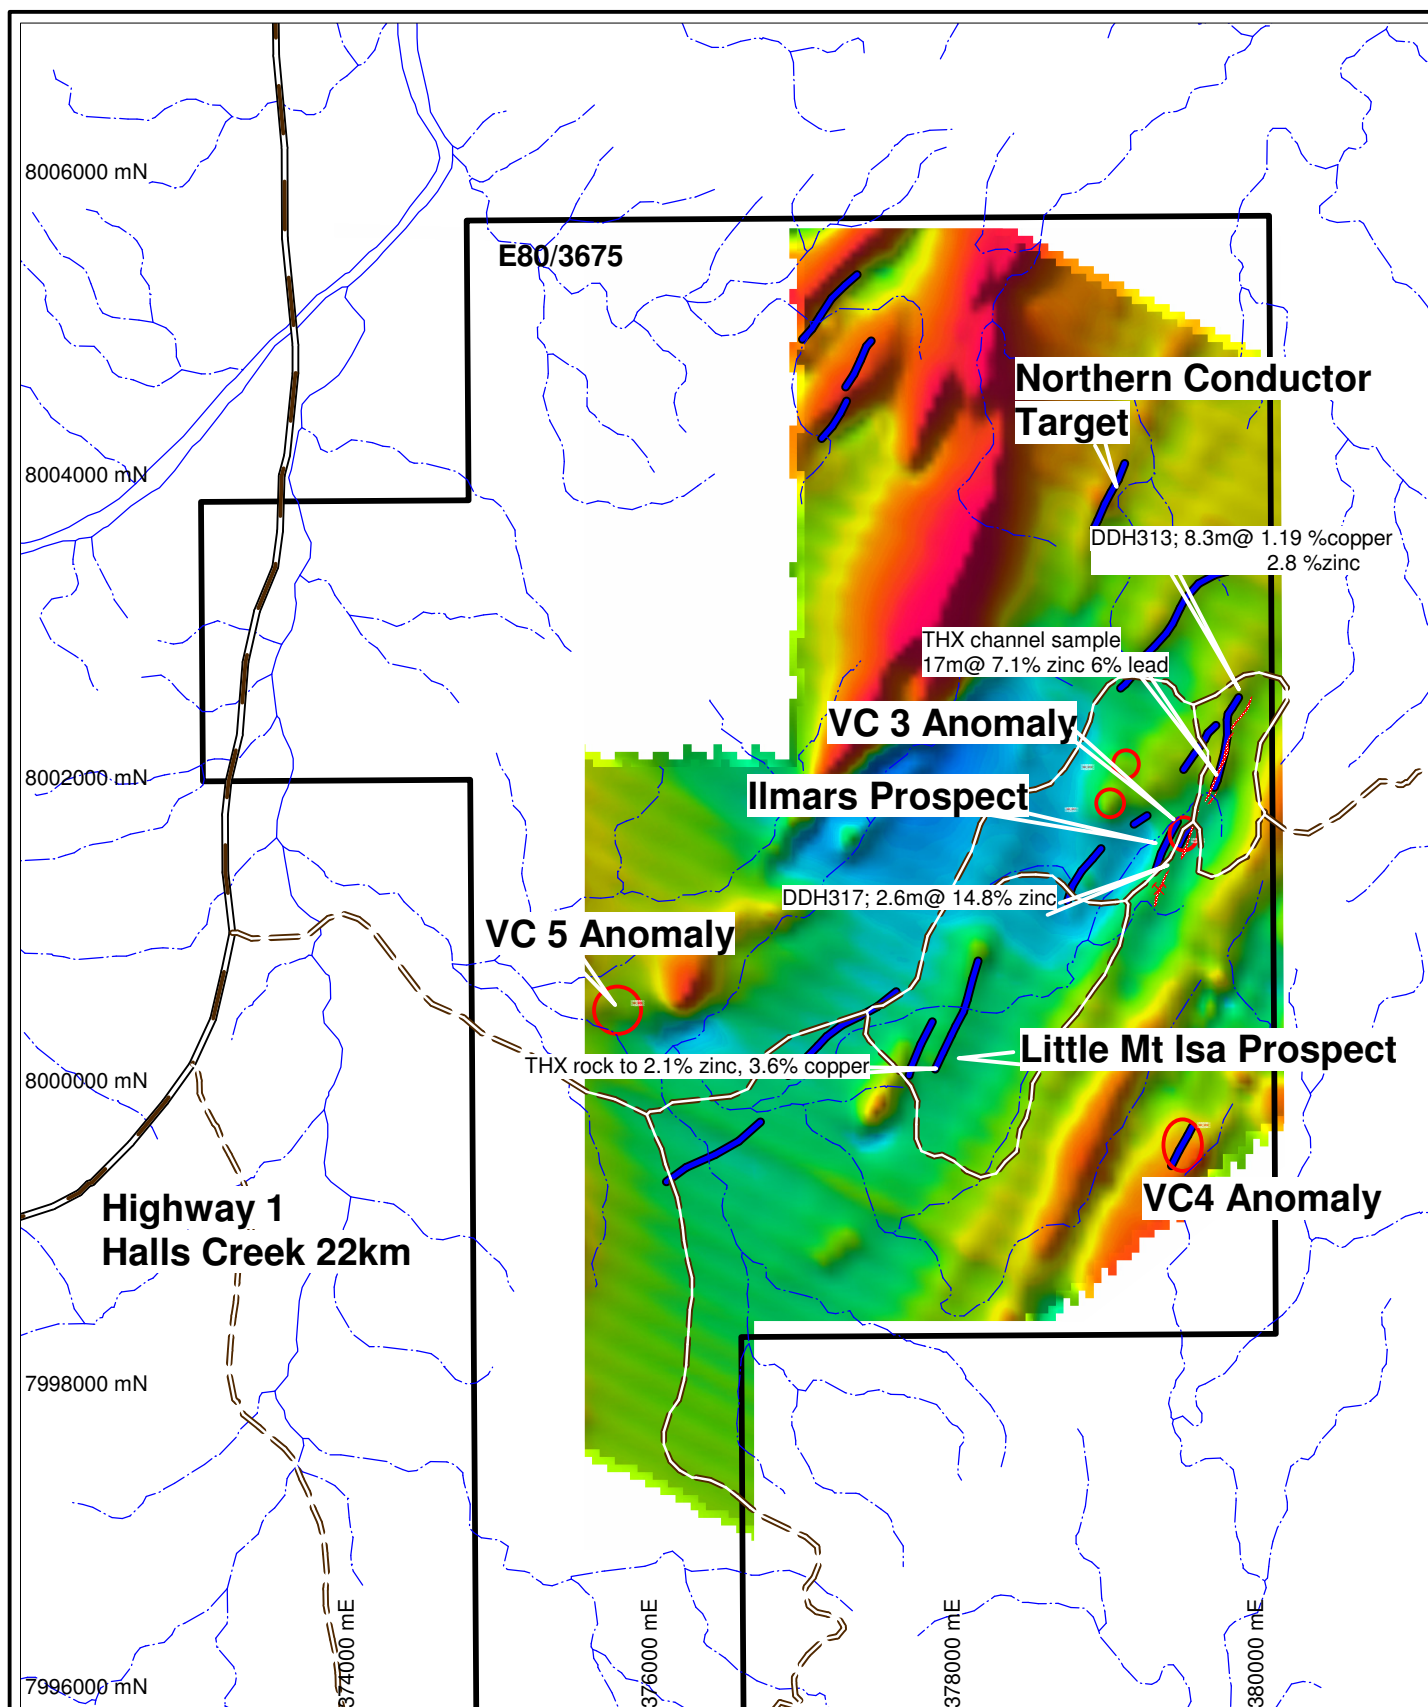 8006000 mN
E80/3675
Northern Conductor
Target
8004000 mN
DDH313; 8.3m@ 1.19 %copper
2.8 %zinc
THX channel sample
17m@ 7.1% zinc 6% lead
VC 3 Anomaly
8002000 mN
Ilmars Prospect
DDH317; 2.6m@ 14.8% zinc
VC 5 Anomaly
Little Mt Isa Prospect
THX rock to 2.1% zinc, 3.6% copper
8000000 mN
VC4 Anomaly
Highway 1
Halls Creek 22km
7998000 mN
7996000 mN
374000 mE
376000 mE
378000 mE
380000 mE